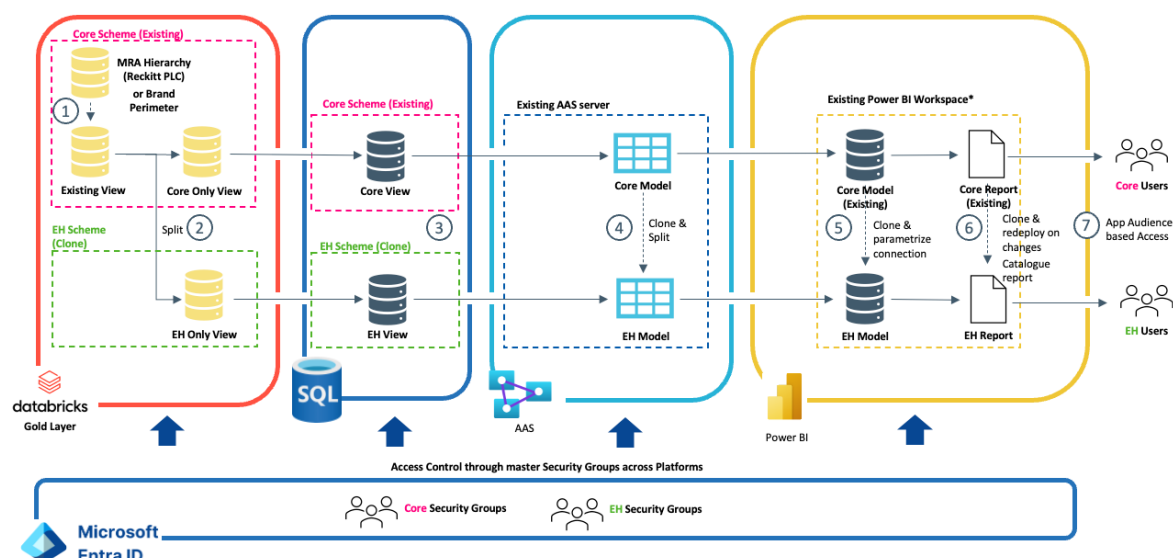 Core Scheme (Existing)
MRA Hierarchy
(Reckitt PLC)
or Brand
Perimeter
1
Existing View
Core Only View
EH Scheme
(Clone)
Split
2
EH Only View
databricks
Gold Layer
Core Scheme (Existing)
Core View
3
EH Scheme (Clone)
EH View
SQL
Existing AAS server
Core Model
4
Clone &
Split
EH Model
AAS
Existing Power BI Workspace*
Core Model
(Existing)
Core Report
(Existing)
5
Clone &
parametrize
connection
6
Clone &
redeploy on
changes
Catalogue
report
EH Model
EH Report
Power BI
Core Users
7
App Audience
based Access
EH Users
Access Control through master Security Groups across Platforms
Core Security Groups
EH Security Groups
Microsoft
Entra ID